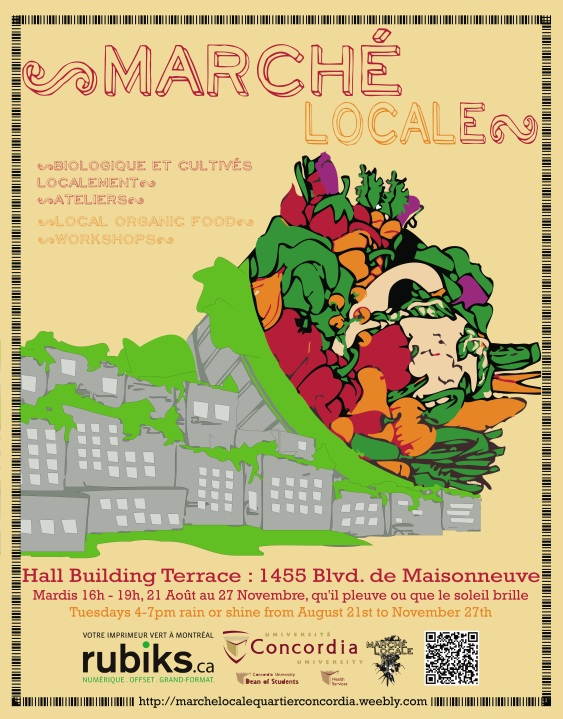 MARCHÉ
LOCALE
BIOLOGIQUE ET CULTIVÉS
LOCALEMENT
ATELIERS
LOCAL ORGANIC FOOD
WORKSHOPS
Hall Building Terrace : 1455 Blvd. de Maisonneuve
Mardis 16h - 19h, 21 Août au 27 Novembre, qu'il pleuve ou que le soleil brille
Tuesdays 4-7pm rain or shine from August 21st to November 27th
VOTRE IMPRIMEUR VERT À MONTRÉAL
rubiks.ca
NUMÉRIQUE . OFFSET . GRAND-FORMAT
UNIVERSITÉ
Concordia
UNIVERSITY
Concordia University
Dean of Students
Health
Services
MARCHÉ
LOCALE
http://marchelocalequartierconcordia.weebly.com